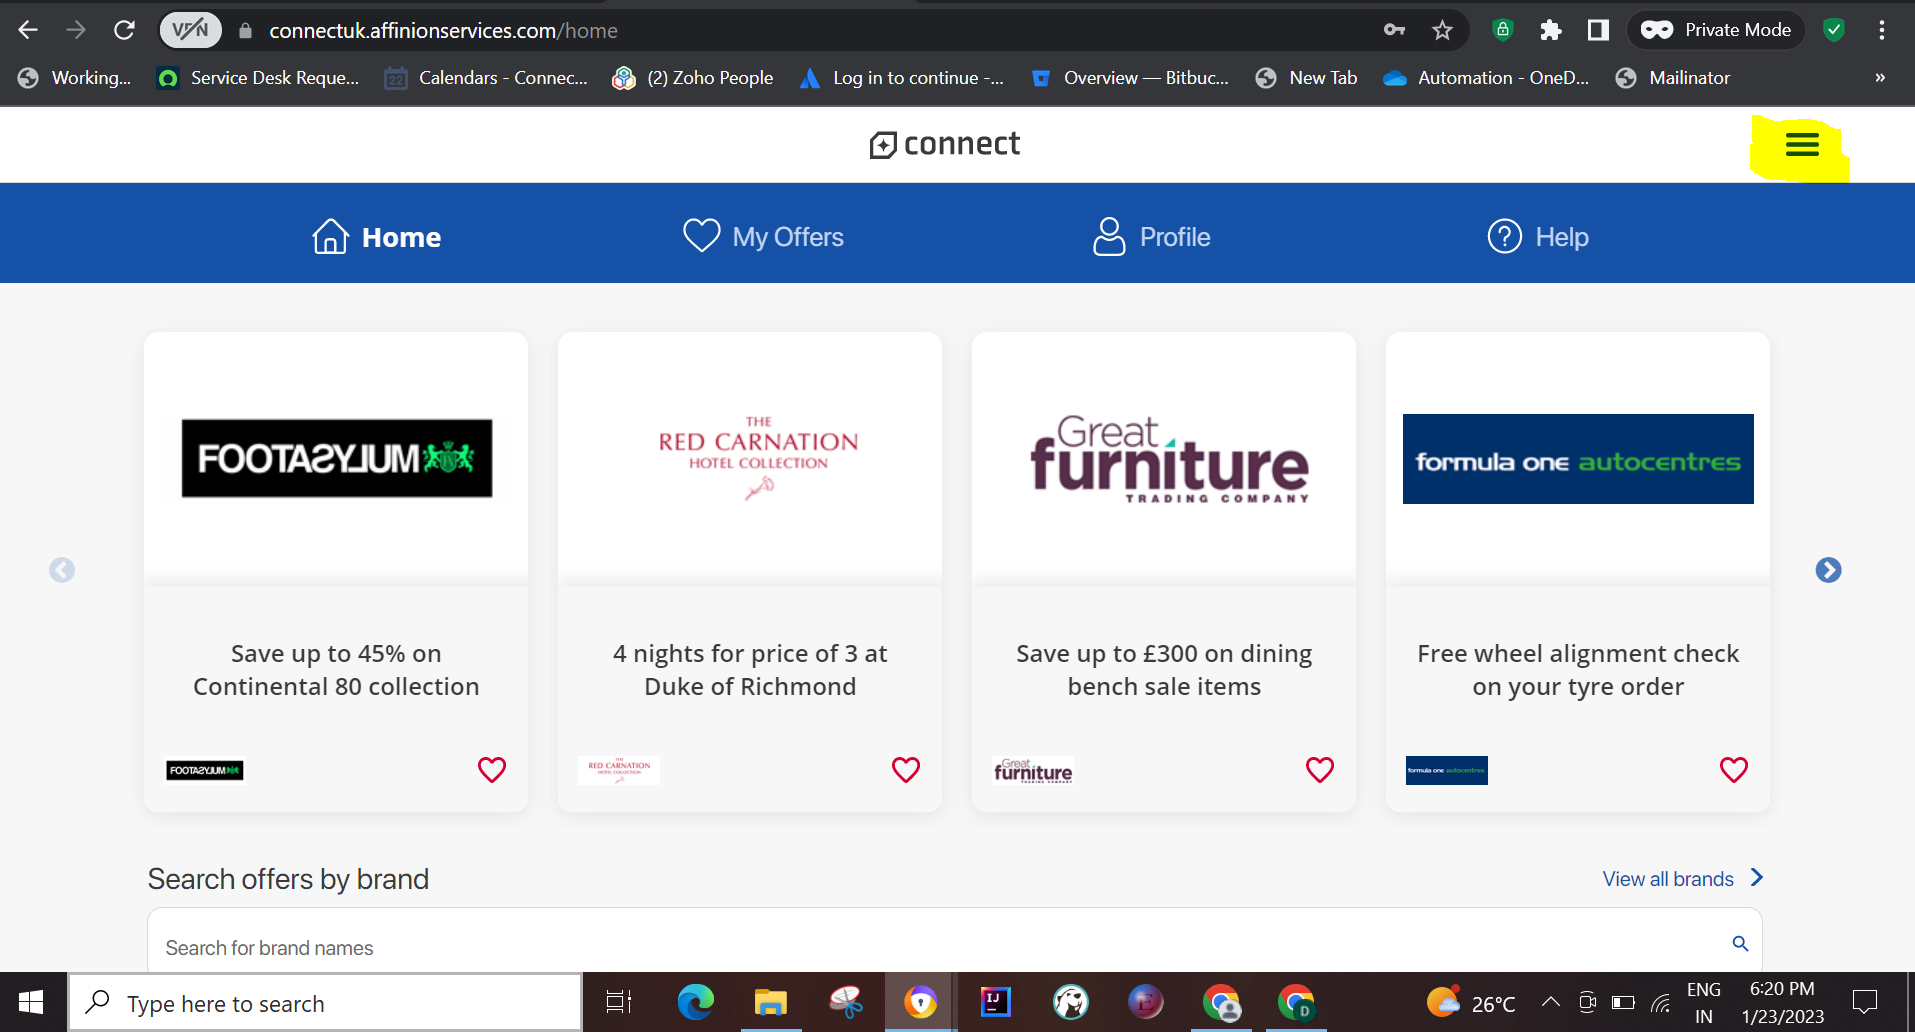 VPN connectuk.affinionservices.com/home Private Mode
Working... Service Desk Reque... 22 Calendars - Connec... (2) Zoho People Log in to continue -... Overview — Bitbuc... New Tab Automation - OneD... Mailinator »
connect
Home My Offers Profile Help
FOOTASYLUM
THE
RED CARNATION
HOTEL COLLECTION
Great
furniture
TRADING COMPANY
formula one autocentres
Save up to 45% on
Continental 80 collection
4 nights for price of 3 at
Duke of Richmond
Save up to £300 on dining
bench sale items
Free wheel alignment check
on your tyre order
FOOTASYLUM
THE
RED CARNATION
HOTEL COLLECTION
Great
furniture
TRADING COMPANY
formula one autocentres
Search offers by brand View all brands
Search for brand names
Type here to search
IJ
E
D
26°C
ENG
IN
6:20 PM
1/23/2023